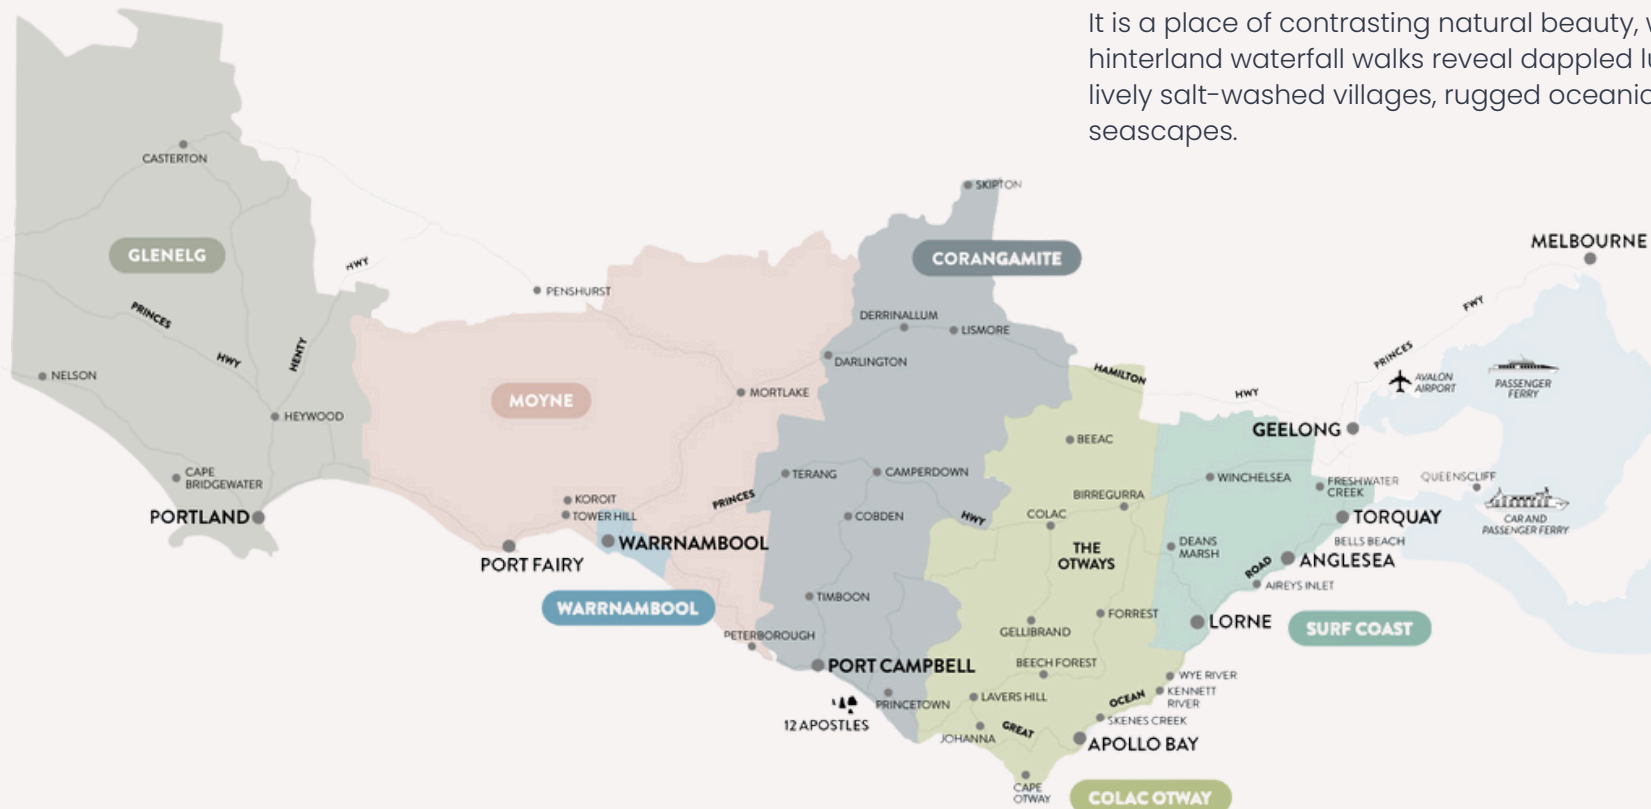 It is a place of contrasting natural beauty,
hinterland waterfall walks reveal dappled
lively salt-washed villages, rugged oceanic
seascapes.
CASTERTON
SKIPTON
MELBOURNE
GLENELG
HWY
CORANGAMITE
PENSHURST
PRINCES
HWY
HENTY
DERRINALLUM
LISMORE
FWY
PRINCES
DARLINGTON
HAMILTON
HWY
AVALON
AIRPORT
PASSENGER
FERRY
NELSON
MOYNE
MORTLAKE
HEYWOOD
GEELONG
BEEAC
CAPE
BRIDGEWATER
TERANG
CAMPERDOWN
WINCHELSEA
FRESHWATER
CREEK
QUEENSCLIFF
KOROIT
PRINCES
BIRREGURRA
PORTLAND
TOWER HILL
COBDEN
HWY
COLAC
TORQUAY
CAR AND
PASSENGER FERRY
WARRNAMBOOL
THE
OTWAYS
DEANS
MARSH
BELLS BEACH
PORT FAIRY
ROAD
ANGLESEA
AIREYS INLET
WARRNAMBOOL
TIMBOON
FORREST
LORNE
SURF COAST
PETERBOROUGH
GELLIBRAND
PORT CAMPBELL
BEECH FOREST
WYE RIVER
KENNETT
RIVER
PRINCETOWN
LAVERS HILL
OCEAN
12 APOSTLES
SKENES CREEK
JOHANNA
GREAT
APOLLO BAY
CAPE
OTWAY
COLAC OTWAY